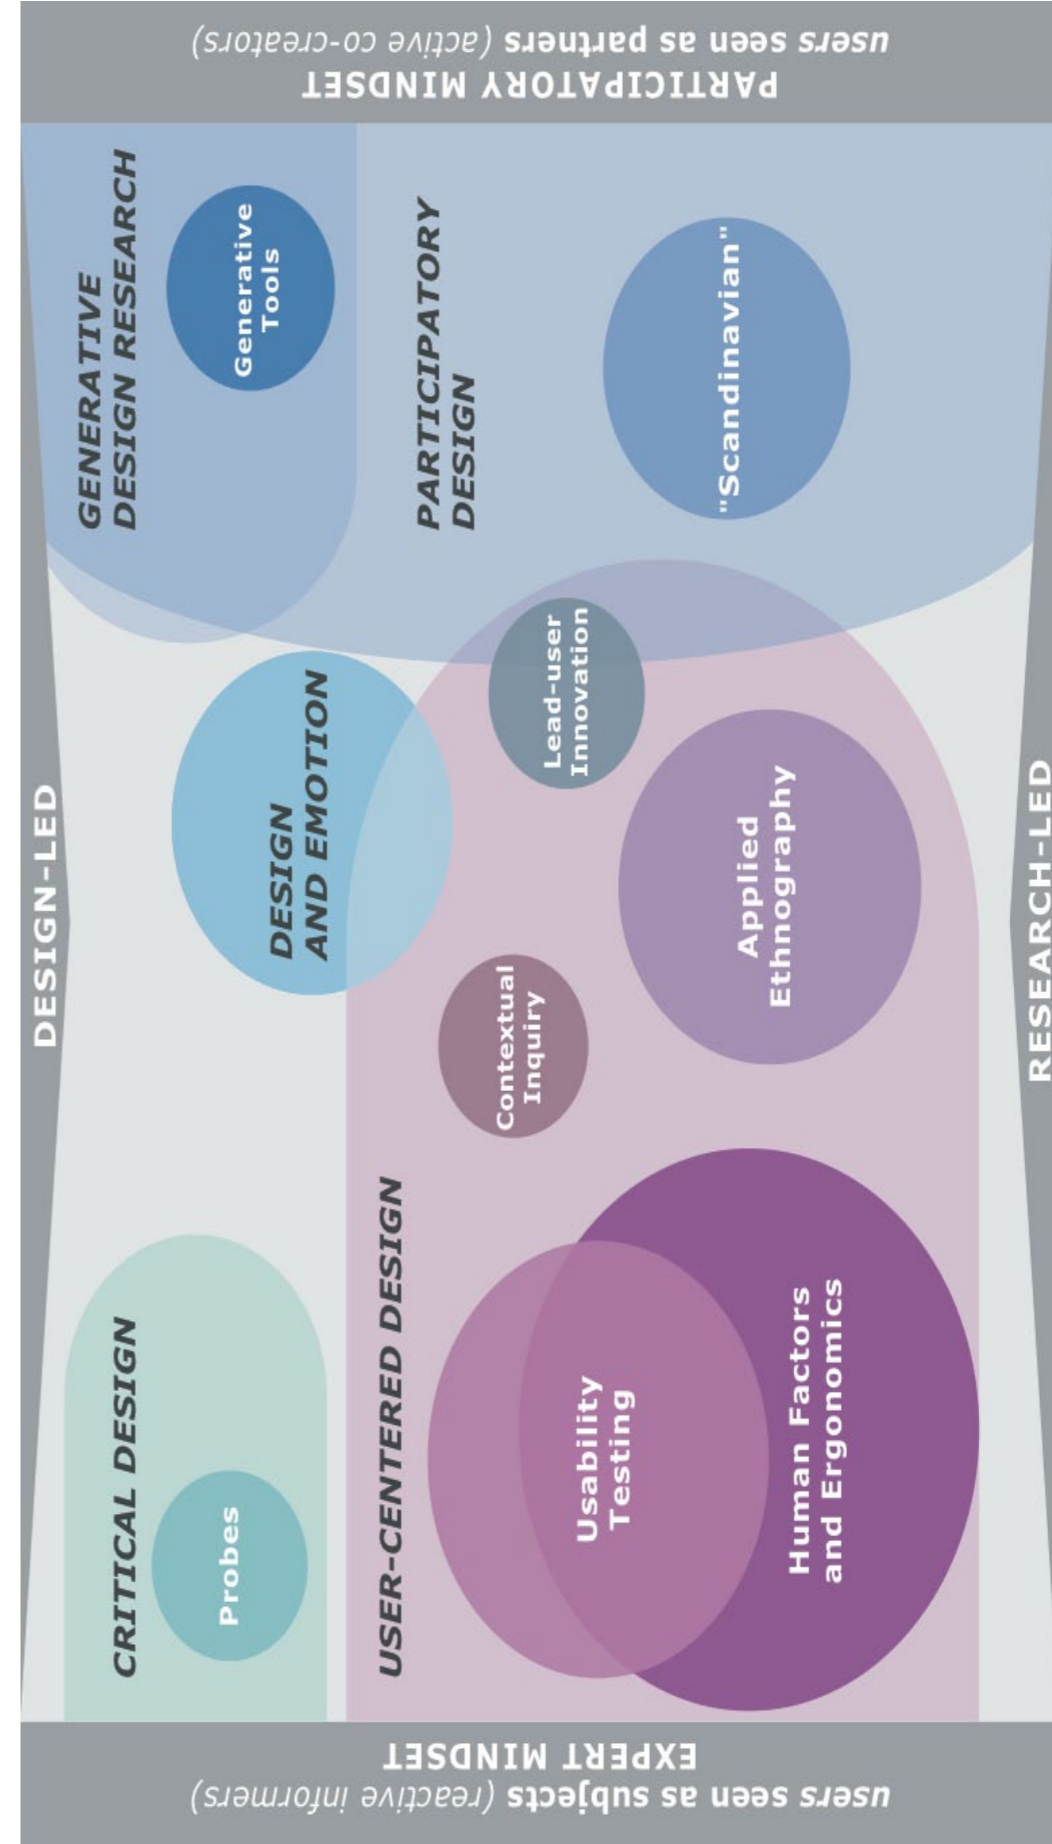 DESIGN-LED
EXPERT MINDSET
users seen as subjects (reactive informers)
PARTICIPATORY MINDSET
users seen as partners (active co-creators)
CRITICAL DESIGN
Probes
DESIGN
AND EMOTION
GENERATIVE
DESIGN RESEARCH
Generative
Tools
USER-CENTERED DESIGN
Usability
Testing
Human Factors
and Ergonomics
Contextual
Inquiry
Lead-user
Innovation
Applied
Ethnography
PARTICIPATORY
DESIGN
"Scandinavian"
RESEARCH-LED